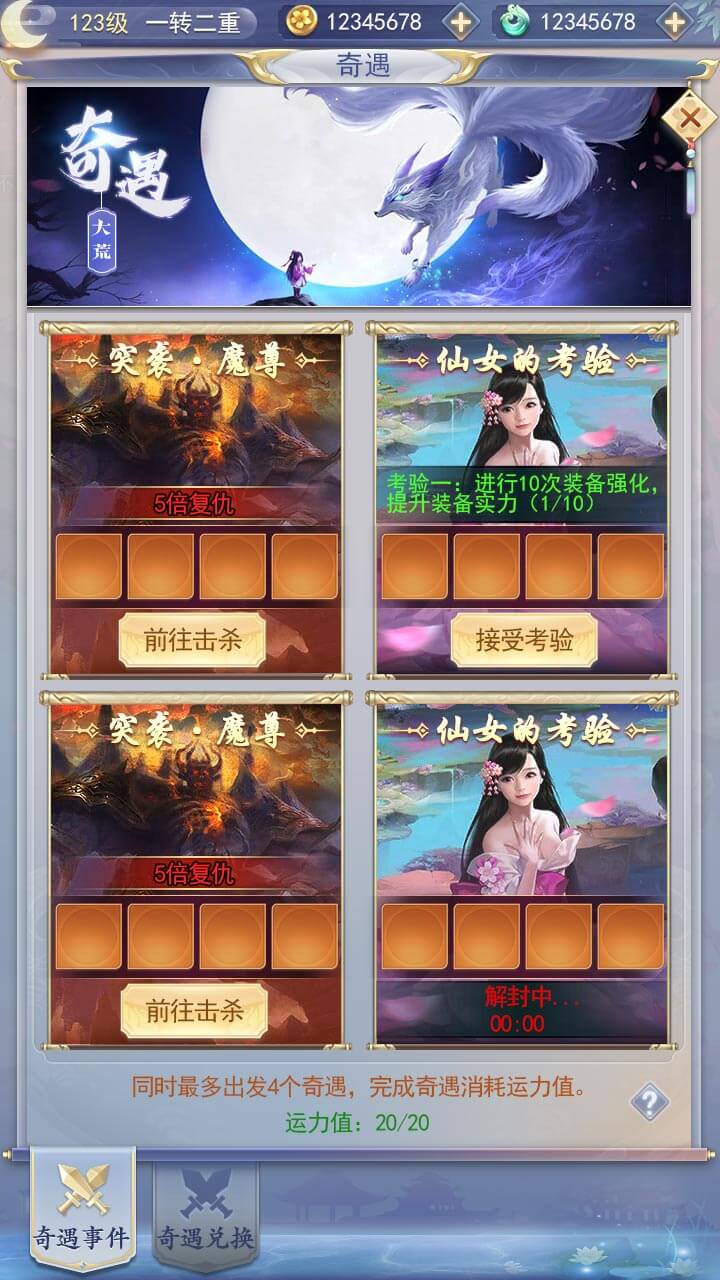 123级 一转二重 12345678 12345678
奇遇
奇遇
大荒
突袭·魔尊
5倍复仇
前往击杀
仙女的考验
考验一：进行10次装备强化，
提升装备实力（1/10）
接受考验
突袭·魔尊
5倍复仇
前往击杀
仙女的考验
解封中...
00:00
同时最多出发4个奇遇，完成奇遇消耗运力值。
运力值：20/20
?
奇遇事件 奇遇兑换